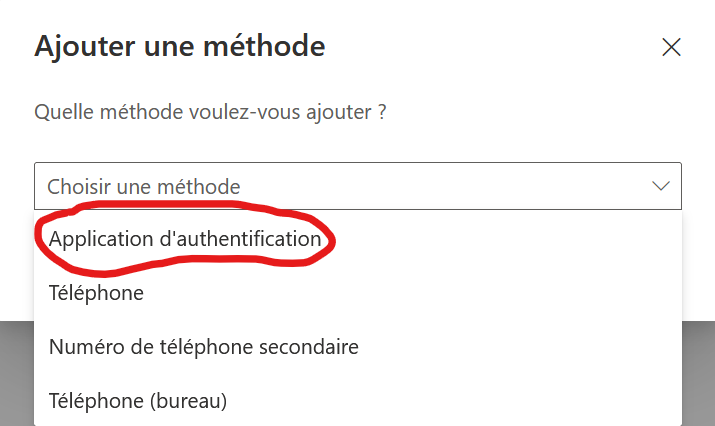 Ajouter une méthode
Quelle méthode voulez-vous ajouter ?
Choisir une méthode
Application d'authentification
Téléphone
Numéro de téléphone secondaire
Téléphone (bureau)